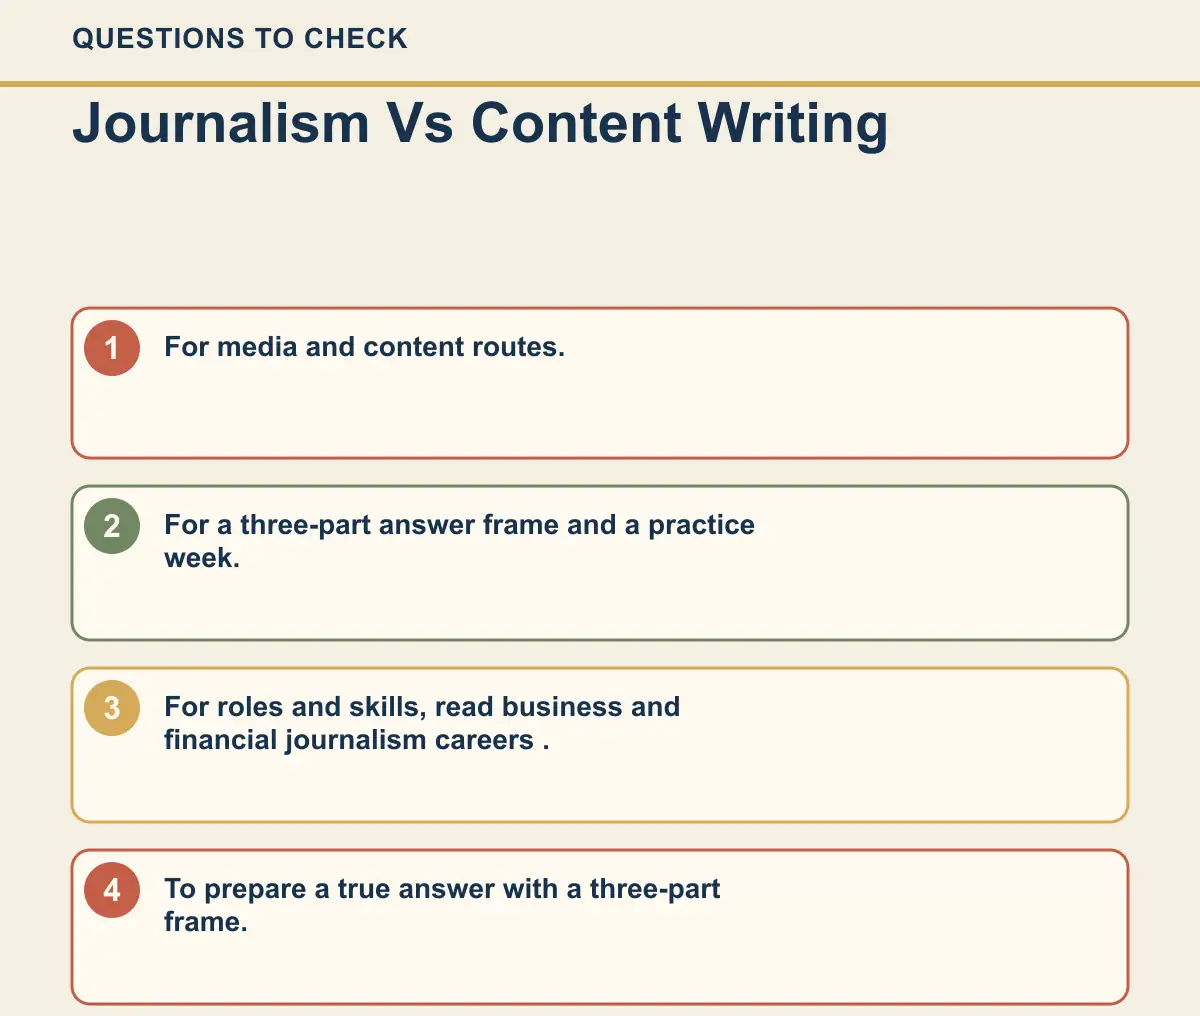 QUESTIONS TO CHECK
Journalism Vs Content Writing
1
For media and content routes.
2
For a three-part answer frame and a practice
week.
3
For roles and skills, read business and
financial journalism careers .
4
To prepare a true answer with a three-part
frame.